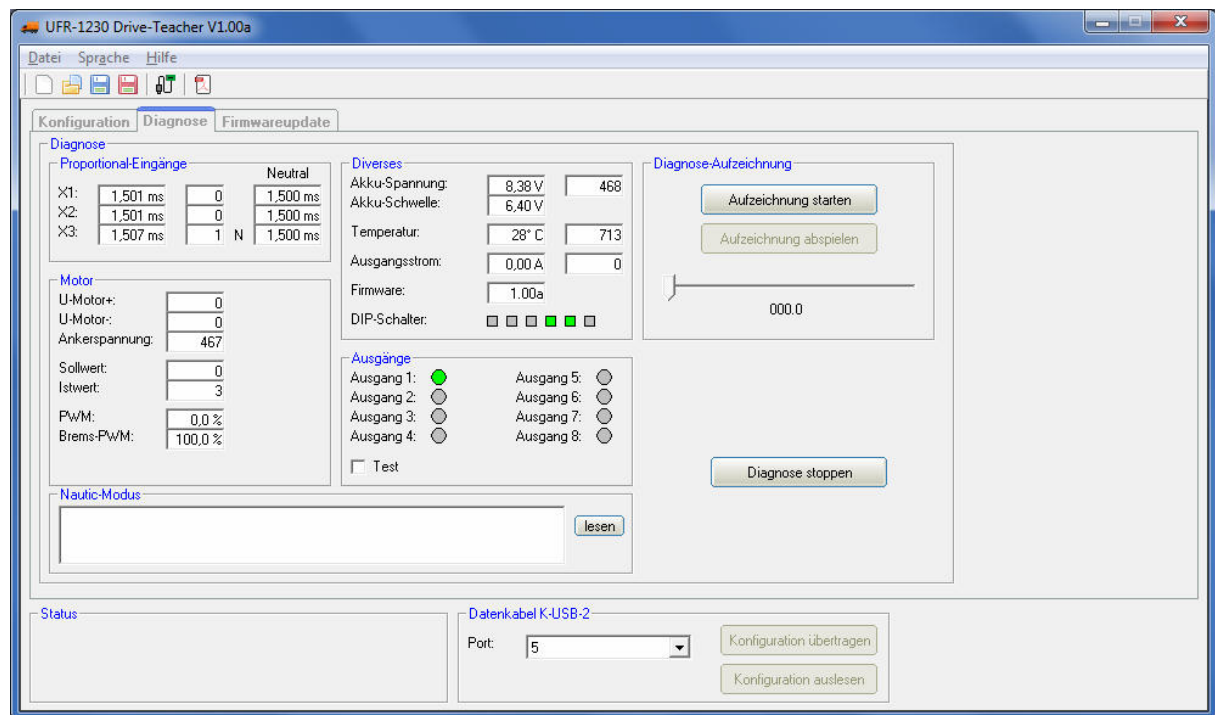 UFR-1230 Drive-Teacher V1.00a
Datei Sprache Hilfe
Konfiguration Diagnose Firmwareupdate
Diagnose
Proportional-Eingänge
Neutral
X1: 1,501 ms 0 1,500 ms
X2: 1,501 ms 0 1,500 ms
X3: 1,507 ms 1 N 1,500 ms
Motor
U-Motor+: 0
U-Motor-: 0
Ankerspannung: 467
Sollwert: 0
Istwert: 3
PWM: 0,0 %
Brems-PWM: 100,0 %
Diverses
Akku-Spannung: 8,38 V 468
Akku-Schwelle: 6,40 V
Temperatur: 28° C 713
Ausgangsstrom: 0,00 A 0
Firmware: 1.00a
DIP-Schalter:
Ausgänge
Ausgang 1: Ausgang 5:
Ausgang 2: Ausgang 6:
Ausgang 3: Ausgang 7:
Ausgang 4: Ausgang 8:
Test
Diagnose-Aufzeichnung
Aufzeichnung starten
Aufzeichnung abspielen
000.0
Diagnose stoppen
Nautic-Modus
lesen
Status
Datenkabel K-USB-2
Port: 5
Konfiguration übertragen
Konfiguration auslesen